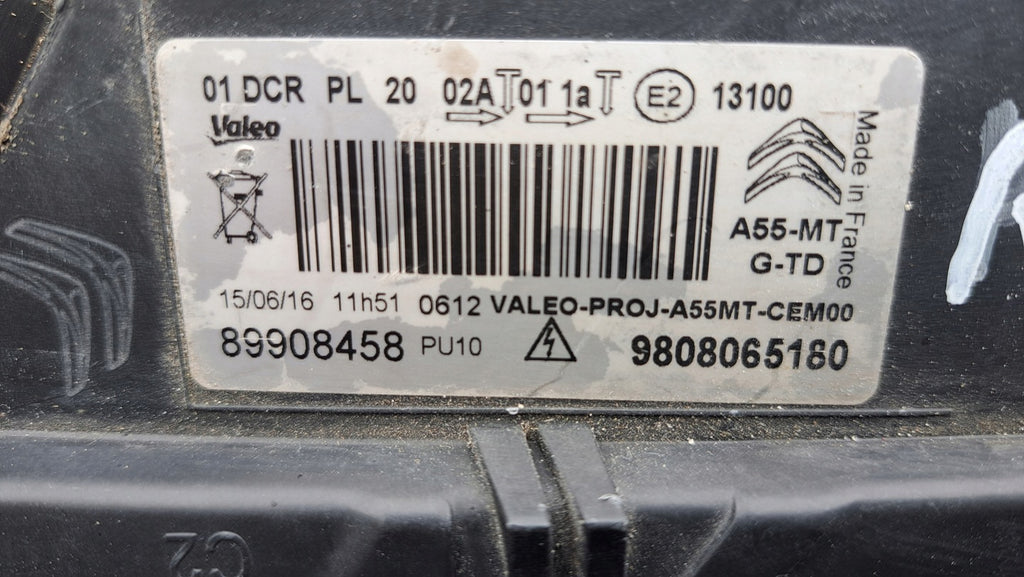 01 DCR PL 20 02A 01 1a E2 13100
Valeo
Made in France
A55-MT
G-TD
15/06/16 11h51 0612 VALEO-PROJ-A55MT-CEM00
89908458 PU10 9808065180